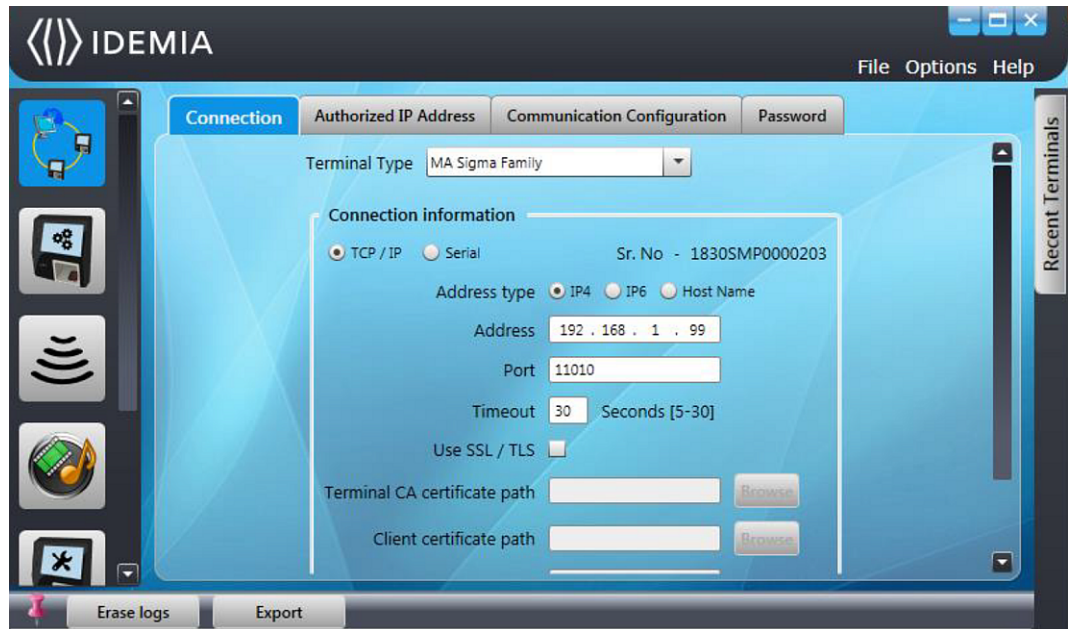 IDEMIA
File Options Help
Connection Authorized IP Address Communication Configuration Password
Recent Terminals
Terminal Type MA Sigma Family
Connection information
TCP / IP Serial Sr. No - 1830SMP0000203
Address type IP4 IP6 Host Name
Address 192 . 168 . 1 . 99
Port 11010
Timeout 30 Seconds [5-30]
Use SSL / TLS
Terminal CA certificate path Browse
Client certificate path Browse
Erase logs Export